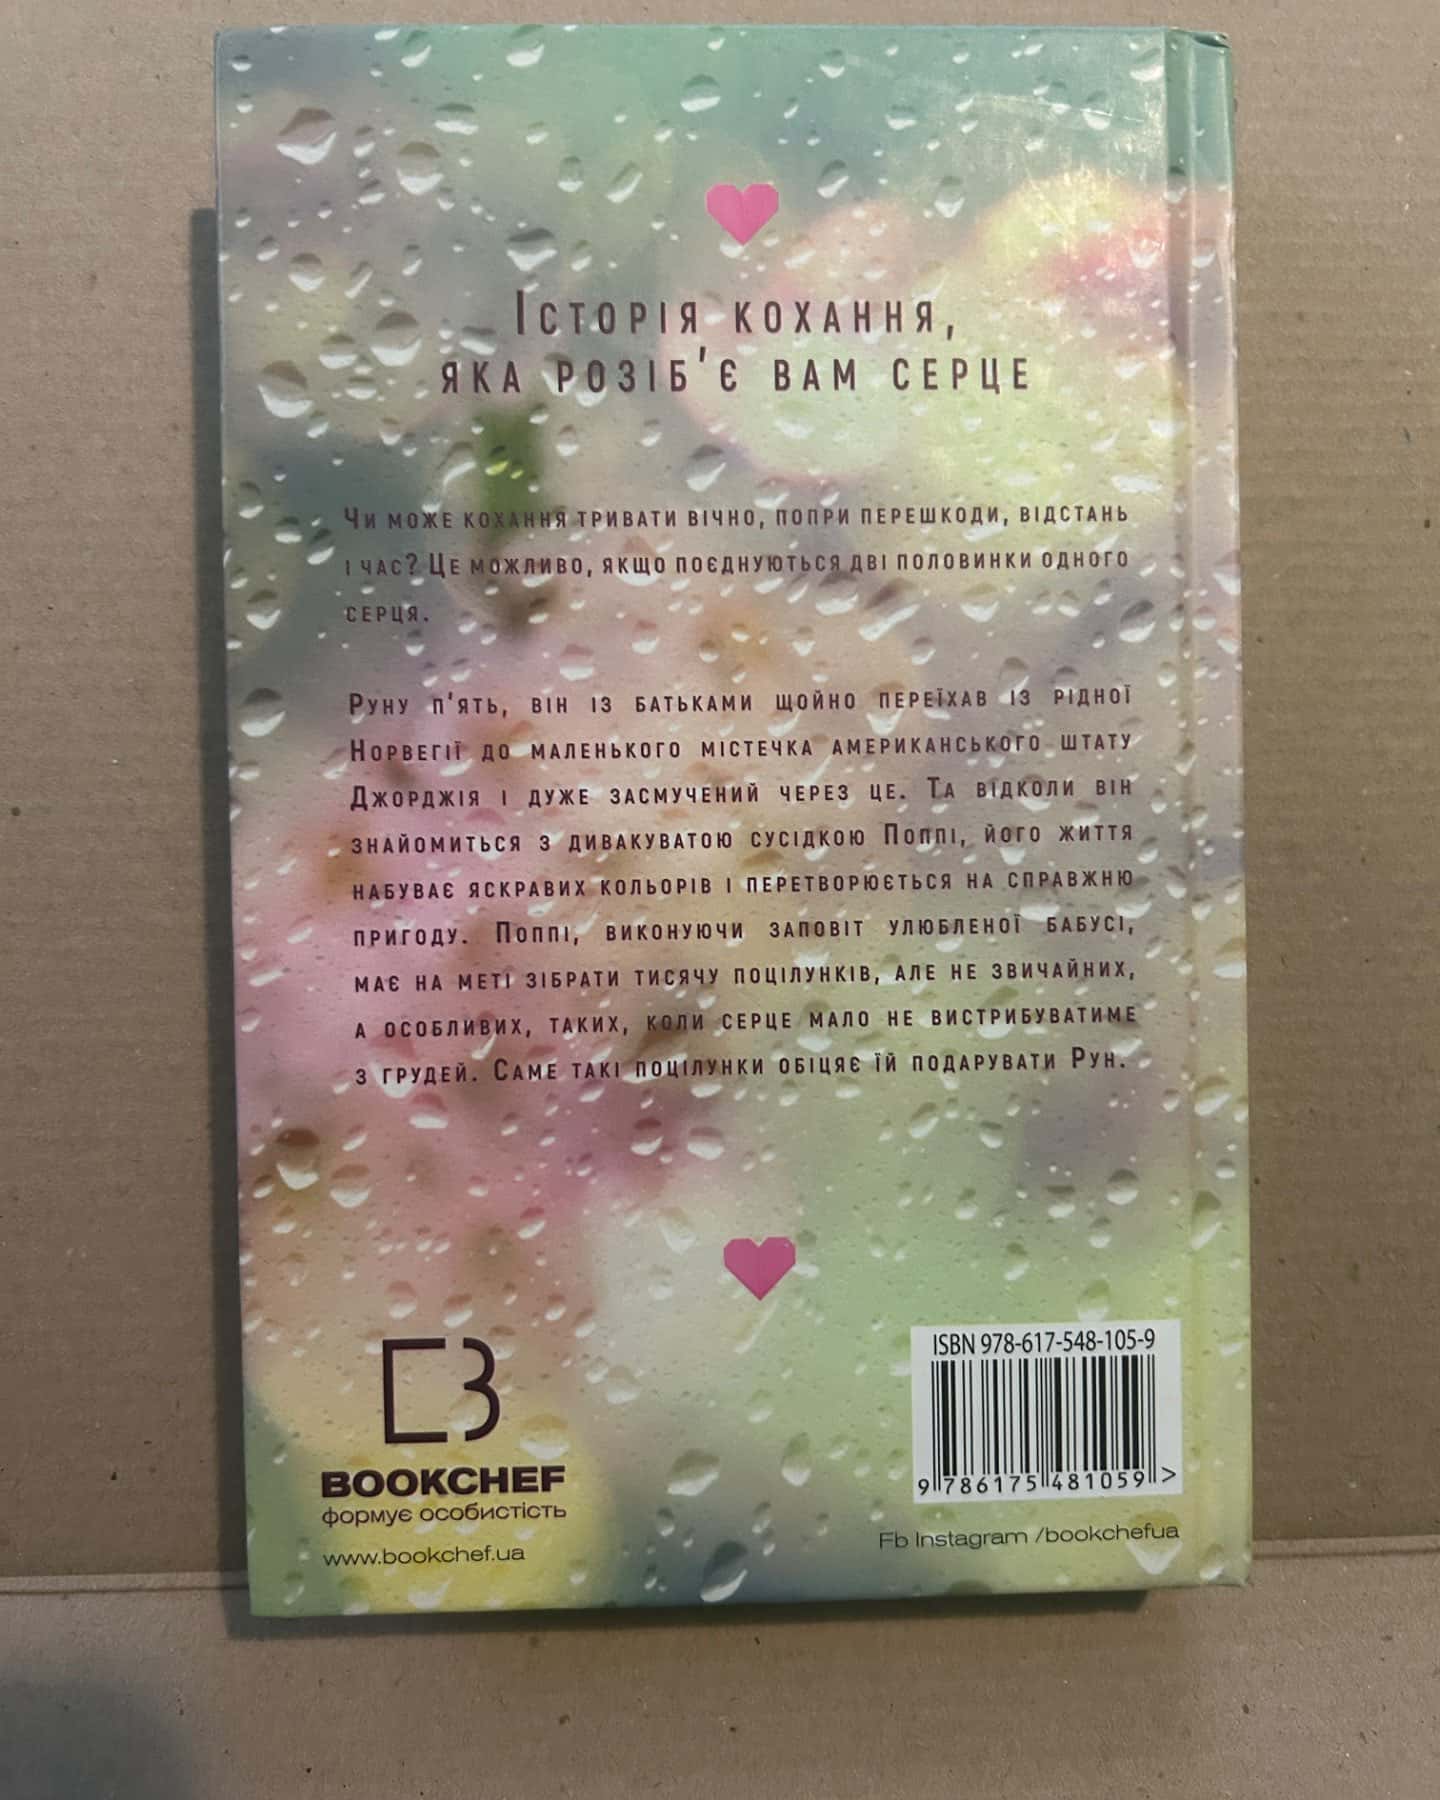 Історія кохання,
яка розіб'є вам серце
Чи може кохання тривати вічно, попри перешкоди, відстань
і час? Це можливо, якщо поєднуються дві половинки одного
серця.
Руну п'ять, він із батьками щойно переїхав із рідної
Норвегії до маленького містечка американського штату
Джорджія і дуже засмучений через це. Та відколи він
знайомиться з дивакуватою сусідкою Поппі, його життя
набуває яскравих кольорів і перетворюється на справжню
пригоду. Поппі, виконуючи заповіт улюбленої бабусі,
має на меті зібрати тисячу поцілунків, але не звичайних,
а особливих, таких, коли серце мало не вистрибуватиме
з грудей. Саме такі поцілунки обіцяє їй подарувати Рун.
BOOKCHEF
формує особистість
www.bookchef.ua
ISBN 978-617-548-105-9
9 786175 481059 >
Fb Instagram /bookchefua